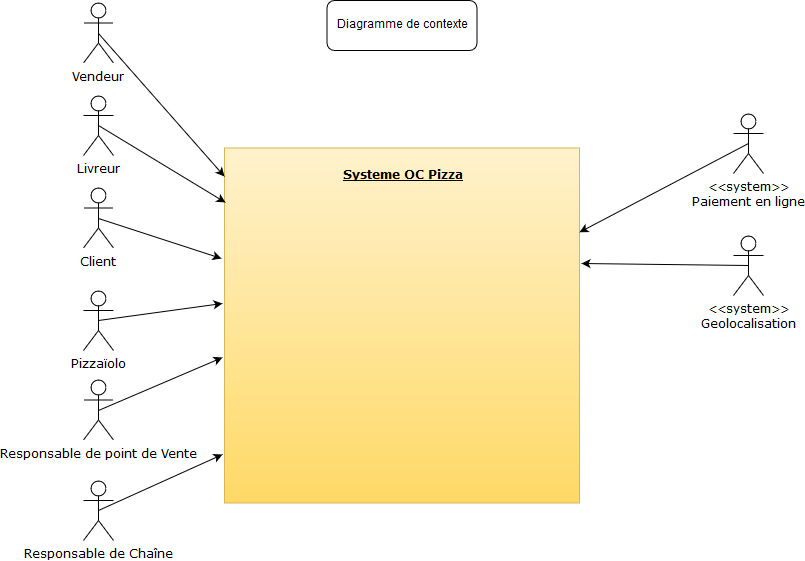 Diagramme de contexte
Vendeur
Livreur
Client
Pizzaïolo
Responsable de point de Vente
Responsable de Chaîne
Systeme OC Pizza
<<system>>
Paiement en ligne
<<system>>
Geolocalisation